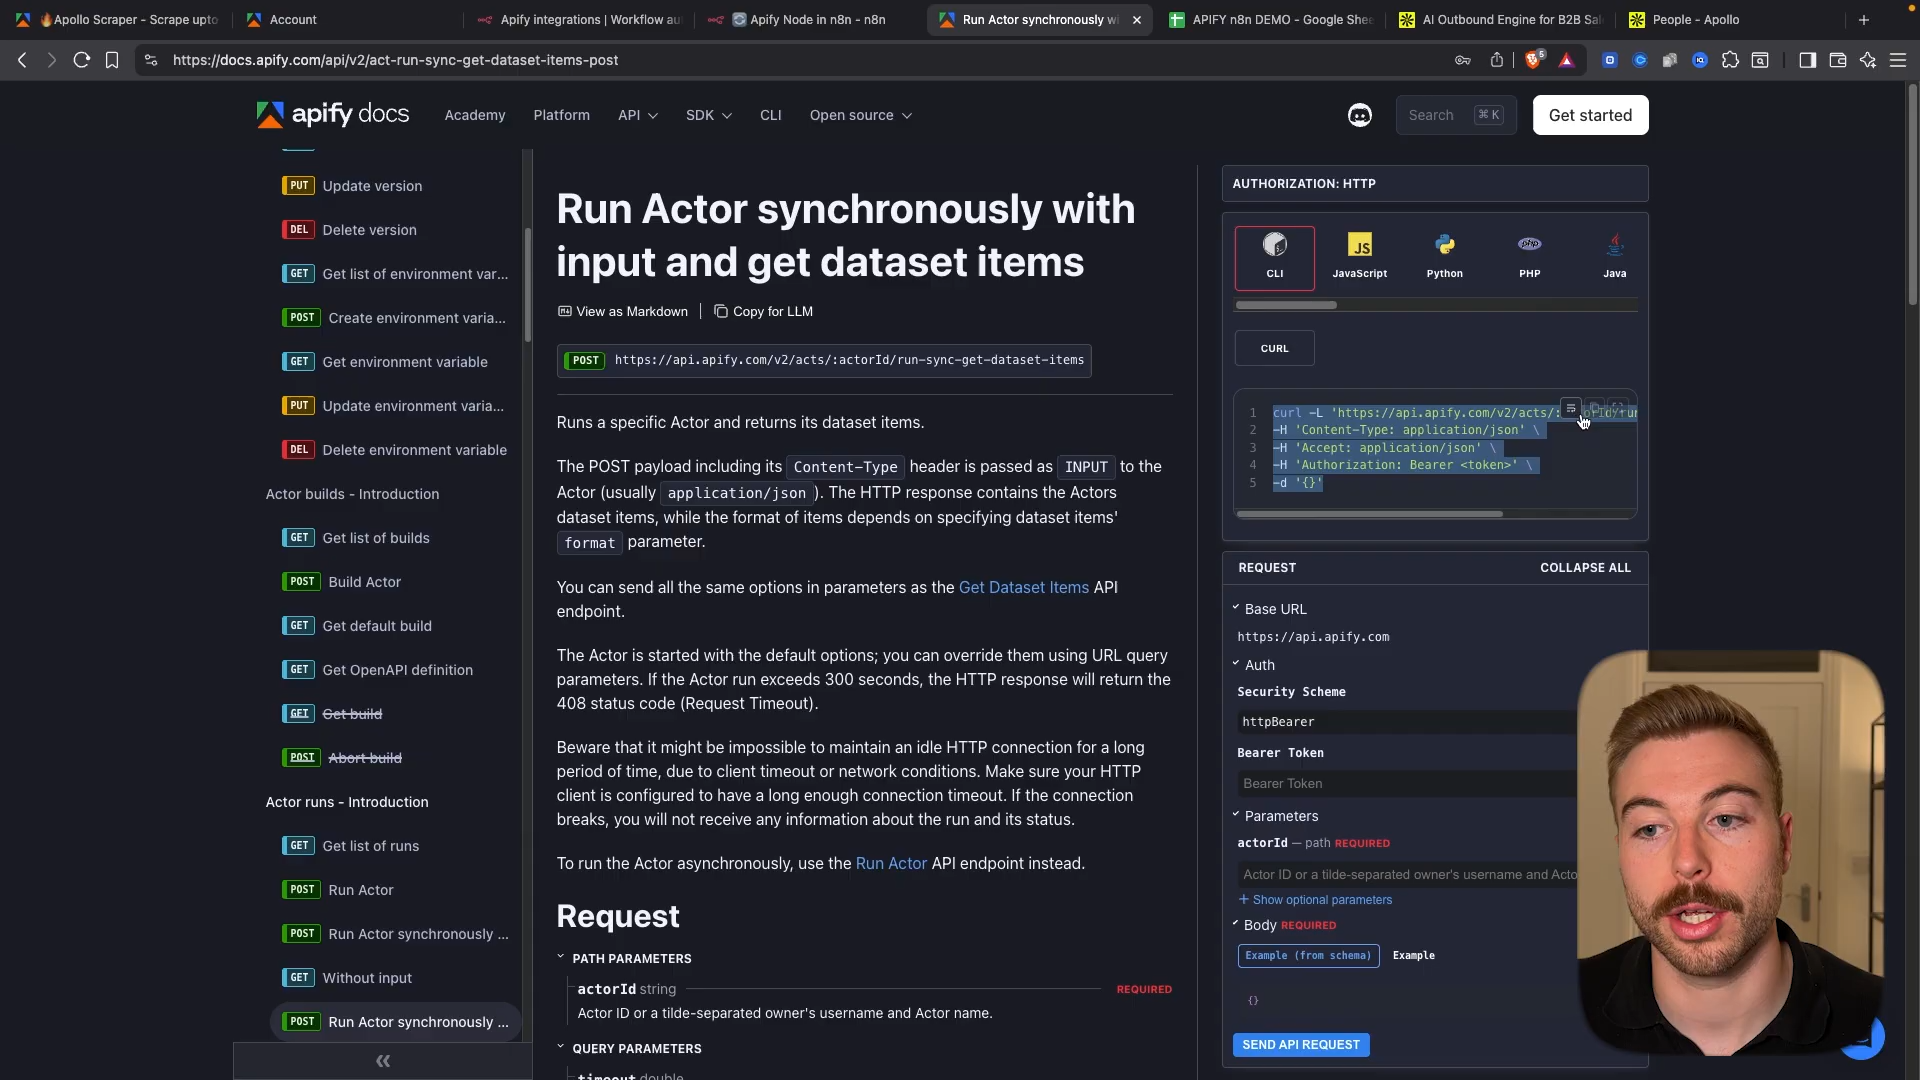 🔥Apollo Scraper - Scrape upto
Account
Apify integrations | Workflow au
Apify Node in n8n - n8n
Run Actor synchronously wi
APIFY n8n DEMO - Google Shee
AI Outbound Engine for B2B Sal
People - Apollo
https://docs.apify.com/api/v2/act-run-sync-get-dataset-items-post
5
apify docs
Academy
Platform
API
SDK
CLI
Open source
Search
⌘ K
Get started
PUT Update version
DEL Delete version
GET Get list of environment var...
POST Create environment varia...
GET Get environment variable
PUT Update environment varia...
DEL Delete environment variable
Actor builds - Introduction
GET Get list of builds
POST Build Actor
GET Get default build
GET Get OpenAPI definition
GET Get build
POST Abort build
Actor runs - Introduction
GET Get list of runs
POST Run Actor
POST Run Actor synchronously ...
GET Without input
POST Run Actor synchronously ...
Run Actor synchronously with
input and get dataset items
View as Markdown | Copy for LLM
POST https://api.apify.com/v2/acts/:actorId/run-sync-get-dataset-items
Runs a specific Actor and returns its dataset items.
The POST payload including its Content-Type header is passed as INPUT to the
Actor (usually application/json ). The HTTP response contains the Actors
dataset items, while the format of items depends on specifying dataset items'
format parameter.
You can send all the same options in parameters as the Get Dataset Items API
endpoint.
The Actor is started with the default options; you can override them using URL query
parameters. If the Actor run exceeds 300 seconds, the HTTP response will return the
408 status code (Request Timeout).
Beware that it might be impossible to maintain an idle HTTP connection for a long
period of time, due to client timeout or network conditions. Make sure your HTTP
client is configured to have a long enough connection timeout. If the connection
breaks, you will not receive any information about the run and its status.
To run the Actor asynchronously, use the Run Actor API endpoint instead.
Request
PATH PARAMETERS
actorId string REQUIRED
Actor ID or a tilde-separated owner's username and Actor name.
QUERY PARAMETERS
timeout double
AUTHORIZATION: HTTP
CLI
JS JavaScript
Python
php PHP
Java
CURL
1 curl -L 'https://api.apify.com/v2/acts/:
2 -H 'Content-Type: application/json' \
3 -H 'Accept: application/json' \
4 -H 'Authorization: Bearer <token>' \
5 -d '{}'
REQUEST
COLLAPSE ALL
Base URL
https://api.apify.com
Auth
Security Scheme
httpBearer
Bearer Token
Bearer Token
Parameters
actorId — path REQUIRED
Actor ID or a tilde-separated owner's username and Acto
+ Show optional parameters
Body REQUIRED
Example (from schema)
Example
{}
SEND API REQUEST